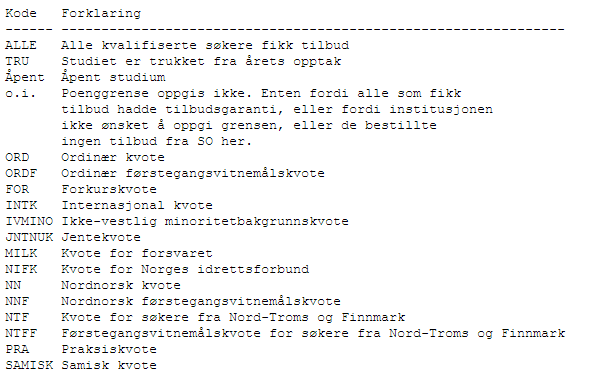 Kode   Forklaring
------ ---------------------------------------------------------------
ALLE   Alle kvalifiserte søkere fikk tilbud
TRU    Studiet er trukket fra årets opptak
Åpent  Åpent studium
o.i.   Poenggrense oppgis ikke. Enten fordi alle som fikk
       tilbud hadde tilbudsgaranti, eller fordi institusjonen
       ikke ønsket å oppgi grensen, eller de bestillte
       ingen tilbud fra SO her.
ORD    Ordinær kvote
ORDF   Ordinær førstegangsvitnemålskvote
FOR    Forkurskvote
INTK   Internasjonal kvote
IVMINO Ikke-vestlig minoritetbakgrunnskvote
JNTNUK Jentekvote
MILK   Kvote for forsvaret
NIFK   Kvote for Norges idrettsforbund
NN     Nordnorsk kvote
NNF    Nordnorsk førstegangsvitnemålskvote
NTF    Kvote for søkere fra Nord-Troms og Finnmark
NTFF   Førstegangsvitnemålskvote for søkere fra Nord-Troms og Finnmark
PRA    Praksiskvote
SAMISK Samisk kvote